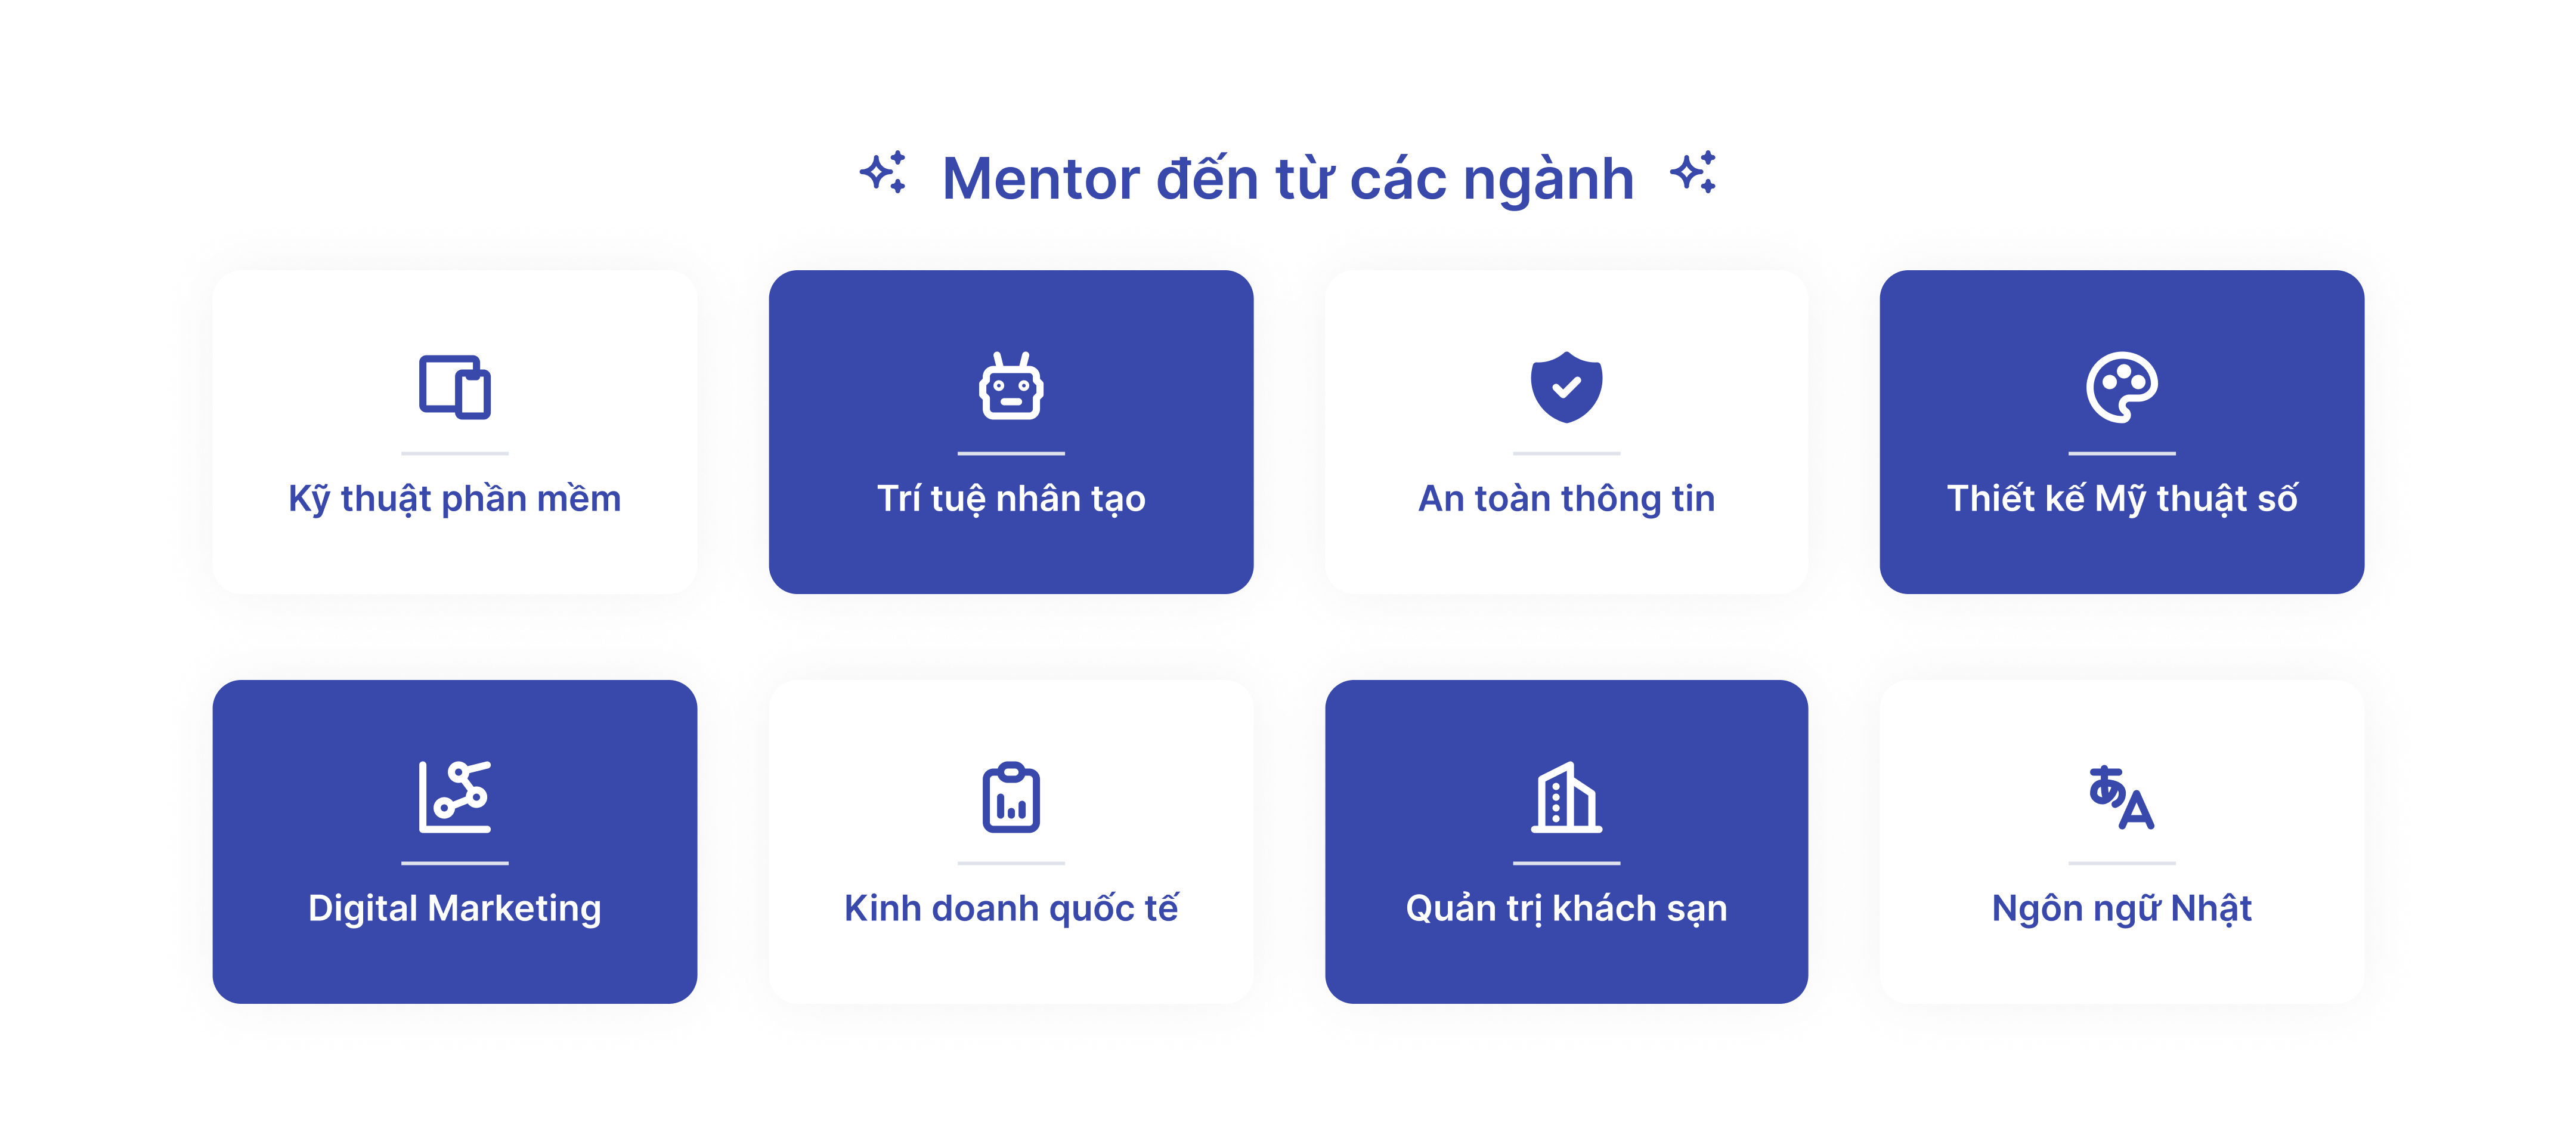 Mentor đến từ các ngành
Kỹ thuật phần mềm
Trí tuệ nhân tạo
An toàn thông tin
Thiết kế Mỹ thuật số
Digital Marketing
Kinh doanh quốc tế
Quản trị khách sạn
あA
Ngôn ngữ Nhật